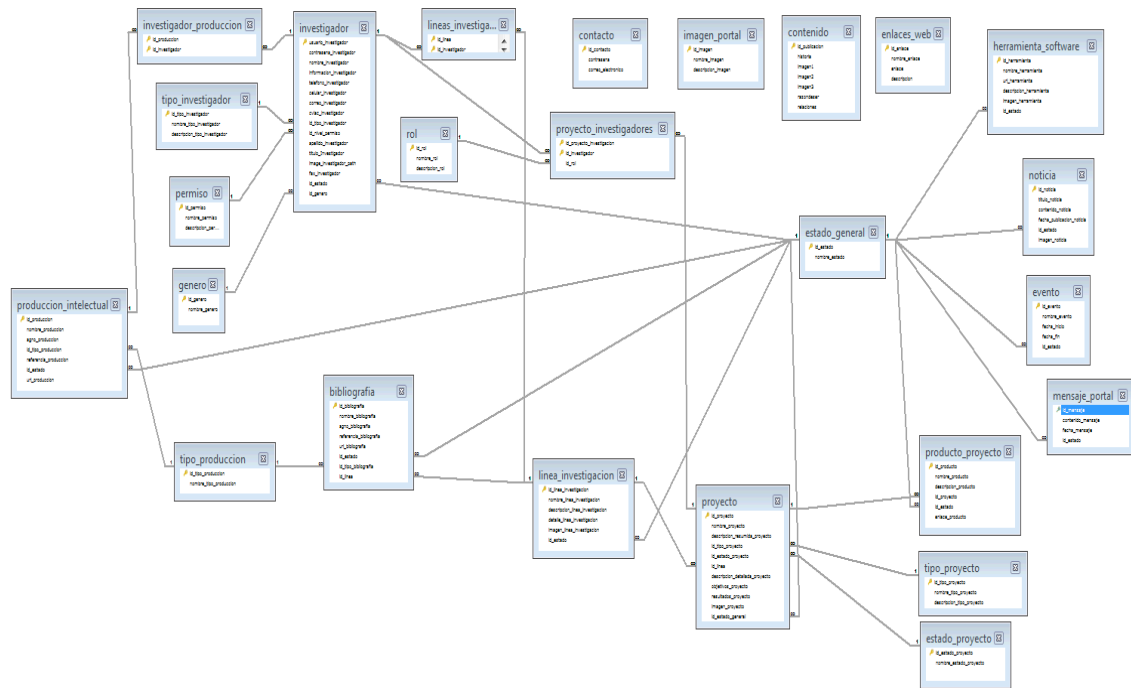 investigador_produccion
id_produccion
id_investigador
investigador
usuario_investigador
contrasena_investigador
nombre_investigador
informacion_investigador
telefono_investigador
celular_investigador
correo_investigador
cvlac_investigador
id_tipo_investigador
id_nivel_permiso
apellido_investigador
titulo_investigador
image_investigador_path
fax_investigador
id_estado
id_genero
lineas_investiga...
id_linea
id_investigador
contacto
id_contacto
contrasena
correo_electronico
imagen_portal
id_imagen
nombre_imagen
descripcion_imagen
contenido
id_publicacion
historia
imagen1
imagen2
imagen3
relaciones
enlaces_web
id_enlace
nombre_enlace
enlace
descripcion
herramienta_software
id_herramienta
nombre_herramienta
url_herramienta
descripcion_herramienta
imagen_herramienta
id_estado
tipo_investigador
id_tipo_investigador
nombre_tipo_investigador
descripcion_tipo_investigador
rol
id_rol
nombre_rol
descripcion_rol
proyecto_investigadores
id_proyecto_investigacion
id_investigador
id_rol
permiso
id_permiso
nombre_permiso
descripcion_per...
noticia
id_noticia
titulo_noticia
contenido_noticia
fecha_publicacion_noticia
id_estado
imagen_noticia
estado_general
id_estado
nombre_estado
genero
id_genero
nombre_genero
evento
id_evento
nombre_evento
fecha_inicio
fecha_fin
id_estado
produccion_intelectual
id_produccion
nombre_produccion
agno_produccion
id_tipo_produccion
referencia_produccion
id_estado
url_produccion
bibliografia
id_bibliografia
nombre_bibliografia
agno_bibliografia
referencia_bibliografia
url_bibliografia
id_estado
id_tipo_bibliografia
id_linea
mensaje_portal
id_mensaje
contenido_mensaje
fecha_mensaje
id_estado
tipo_produccion
id_tipo_produccion
nombre_tipo_produccion
linea_investigacion
id_linea_investigacion
nombre_linea_investigacion
descripcion_linea_investigacion
detalle_linea_investigacion
imagen_linea_investigacion
id_estado
producto_proyecto
id_producto
nombre_producto
descripcion_producto
id_proyecto
id_estado
enlace_producto
proyecto
id_proyecto
nombre_proyecto
descripcion_resumida_proyecto
id_tipo_proyecto
id_estado_proyecto
id_linea
descripcion_detallada_proyecto
objetivos_proyecto
resultados_proyecto
imagen_proyecto
id_estado_general
tipo_proyecto
id_tipo_proyecto
nombre_tipo_proyecto
descripcion_tipo_proyecto
estado_proyecto
id_estado_proyecto
nombre_estado_proyecto